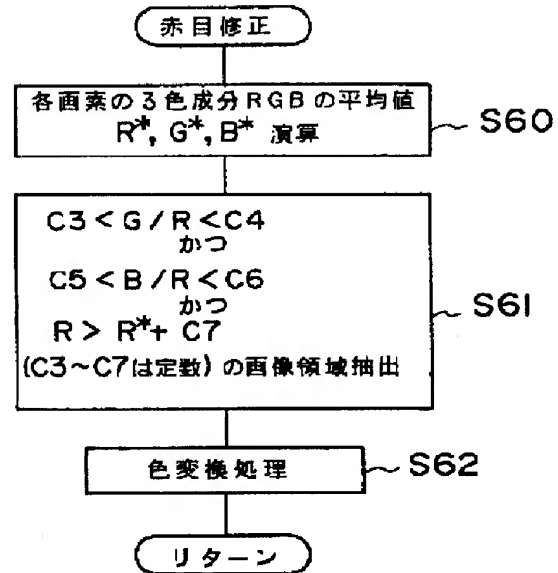 赤目修正
各画素の3色成分RGBの平均値
R*, G*, B* 演算
S60
C3<G/R<C4
かつ
C5<B/R<C6
かつ
R>R*+C7
(C3~C7は定数)の画像領域抽出
S61
色変換処理
S62
リターン